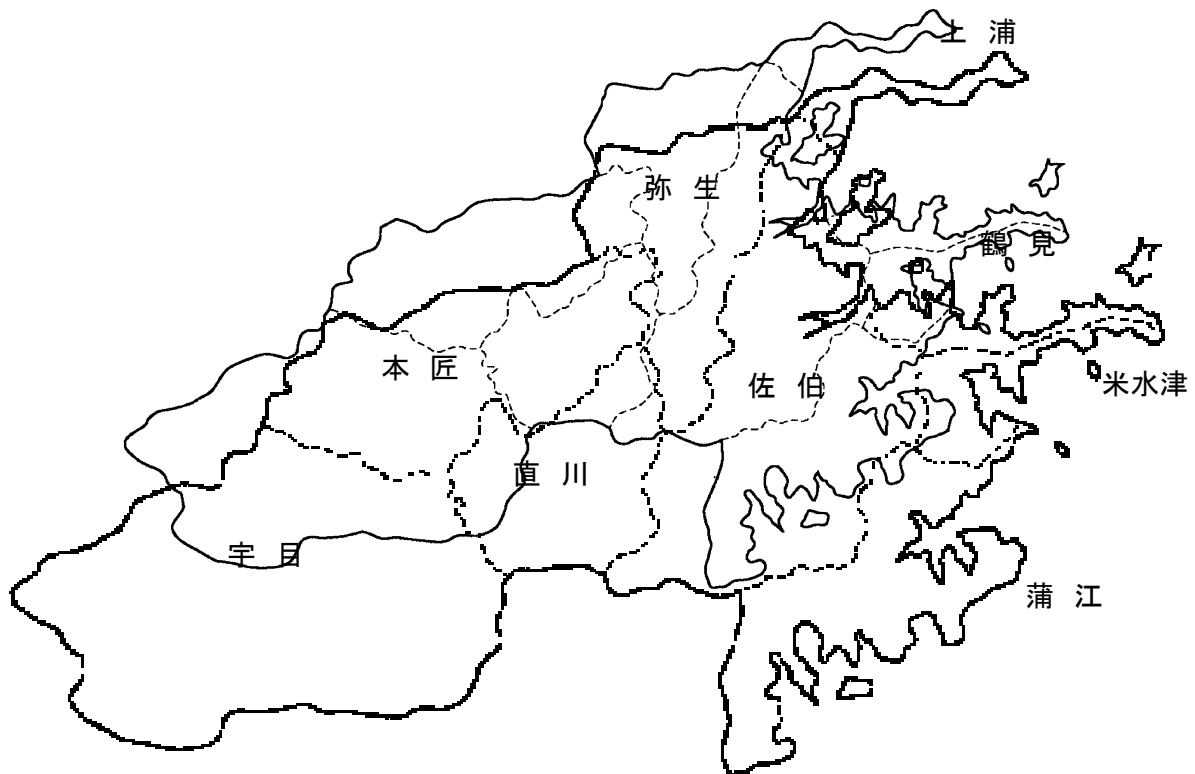 上 浦
弥 生
鶴 見
本 匠
佐 伯
米水津
直 川
宇 目
蒲 江